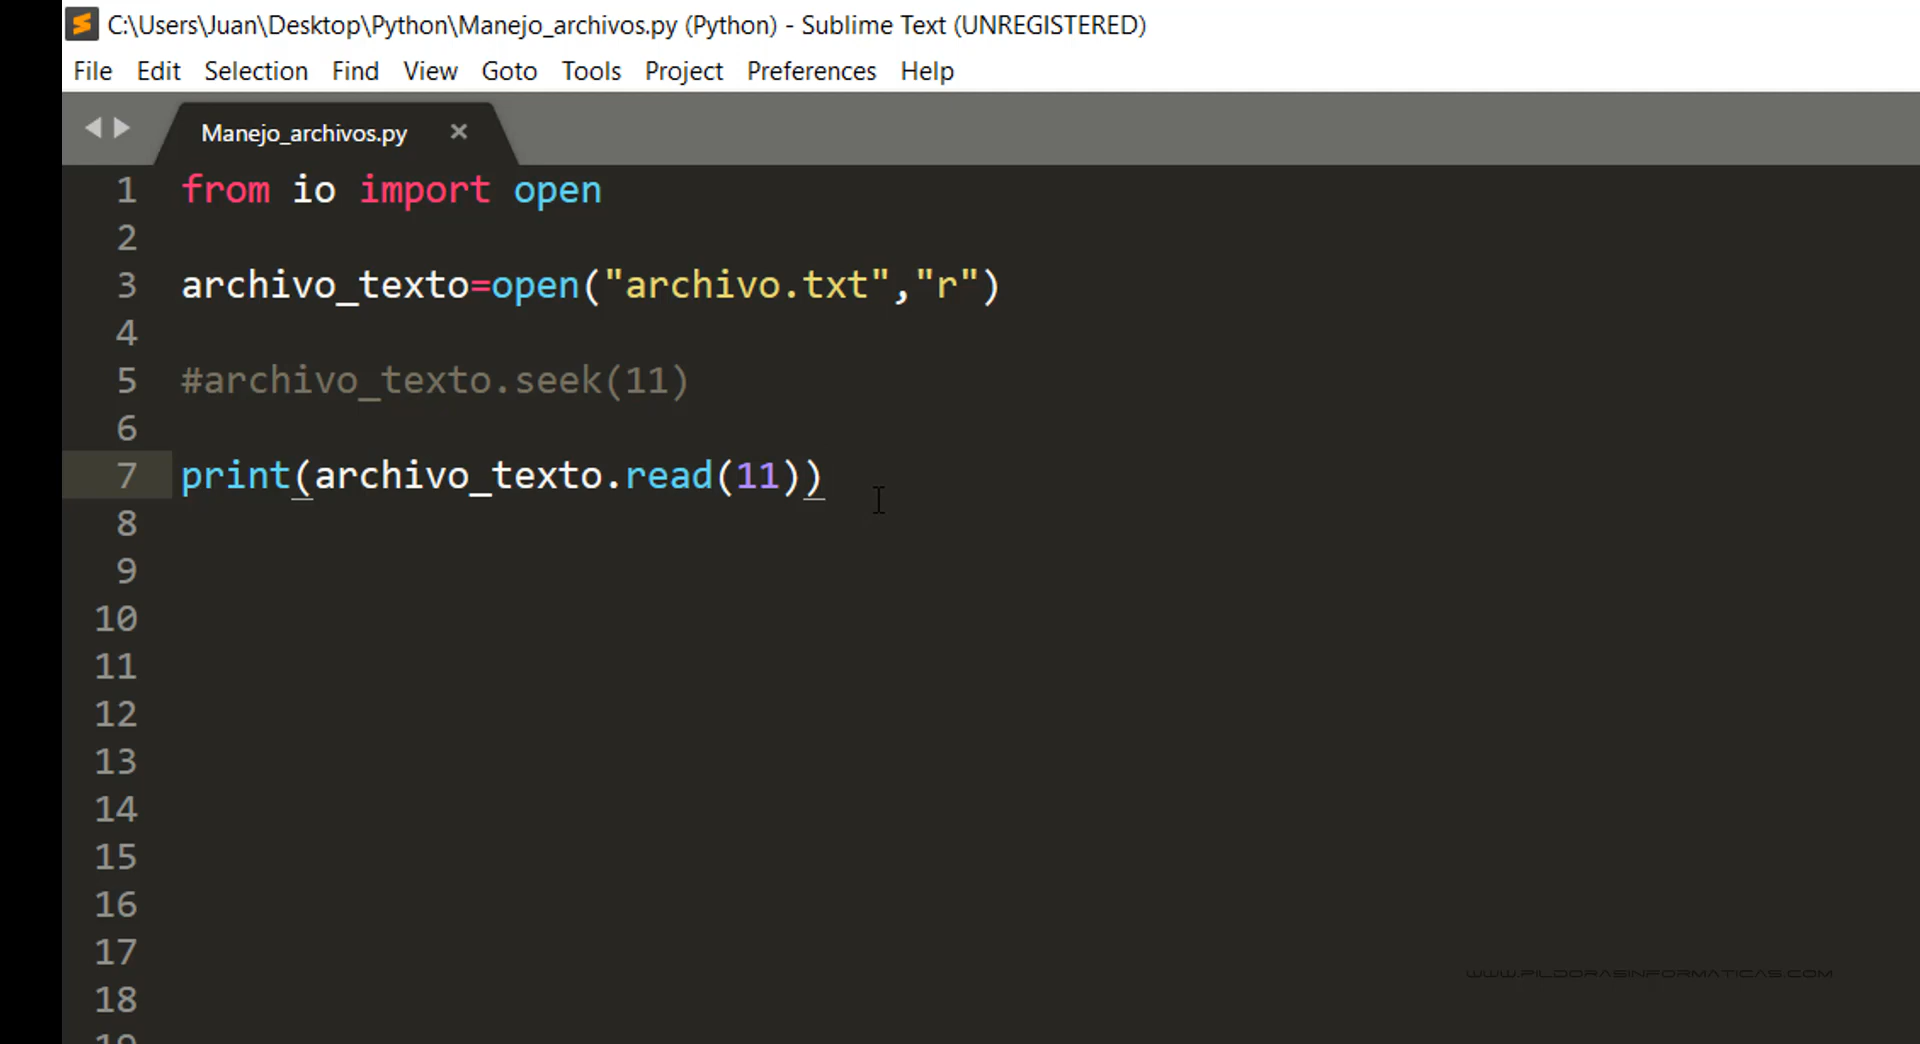 C:\Users\Juan\Desktop\Python\Manejo_archivos.py (Python) - Sublime Text (UNREGISTERED)
File Edit Selection Find View Goto Tools Project Preferences Help
Manejo_archivos.py ×
1 from io import open
2
3 archivo_texto=open("archivo.txt","r")
4
5 #archivo_texto.seek(11)
6
7 print(archivo_texto.read(11))
8
9
10
11
12
13
14
15
16
17
WWW.PILDORASINFORMATICAS.COM
18
19